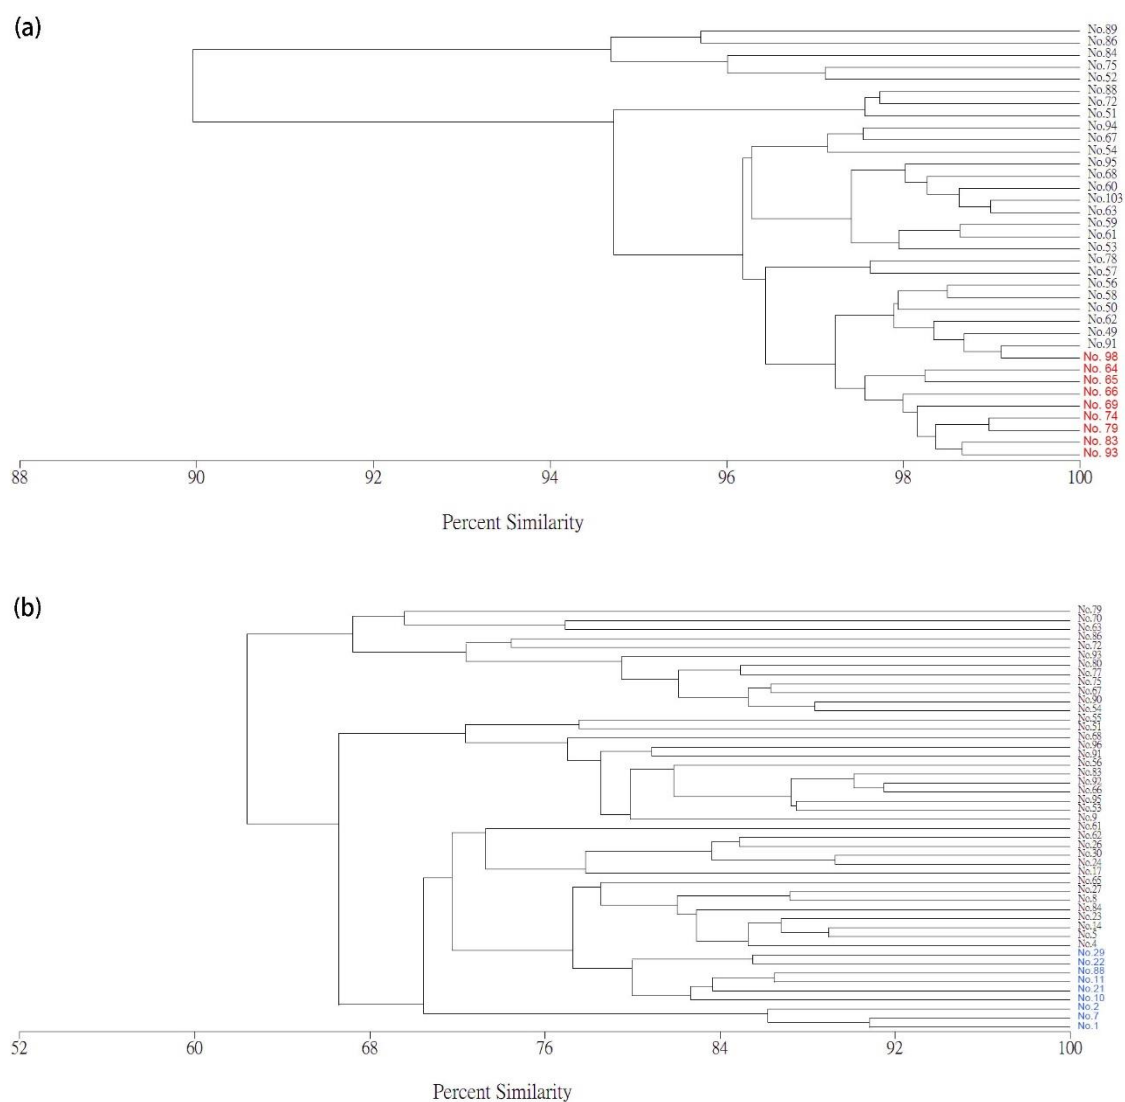 (a)
No.89
No.86
No.84
No.75
No.52
No.88
No.72
No.51
No.94
No.67
No.54
No.95
No.68
No.60
No.103
No.63
No.59
No.61
No.53
No.78
No.57
No.56
No.58
No.50
No.62
No.49
No.91
No. 98
No. 64
No. 65
No. 66
No. 69
No. 74
No. 79
No. 83
No. 93
88 90 92 94 96 98 100
Percent Similarity
(b)
No.79
No.70
No.63
No.86
No.72
No.93
No.80
No.77
No.75
No.67
No.90
No.54
No.55
No.51
No.68
No.96
No.91
No.56
No.83
No.92
No.66
No.95
No.53
No.9
No.61
No.62
No.26
No.30
No.24
No.17
No.65
No.27
No.8
No.84
No.23
No.14
No.5
No.4
No.29
No.22
No.88
No.11
No.21
No.10
No.2
No.7
No.1
52 60 68 76 84 92 100
Percent Similarity